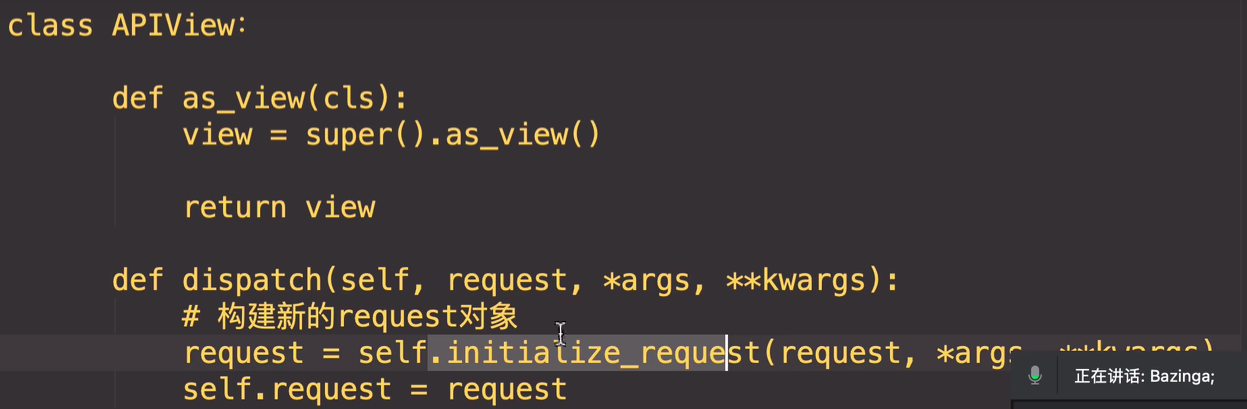 class APIView:
def as_view(cls):
view = super().as_view()
return view
def dispatch(self, request, *args, **kwargs):
# 构建新的request对象
request = self.initialize_request(request, *args, **kwargs)
self.request = request
正在讲话: Bazinga;